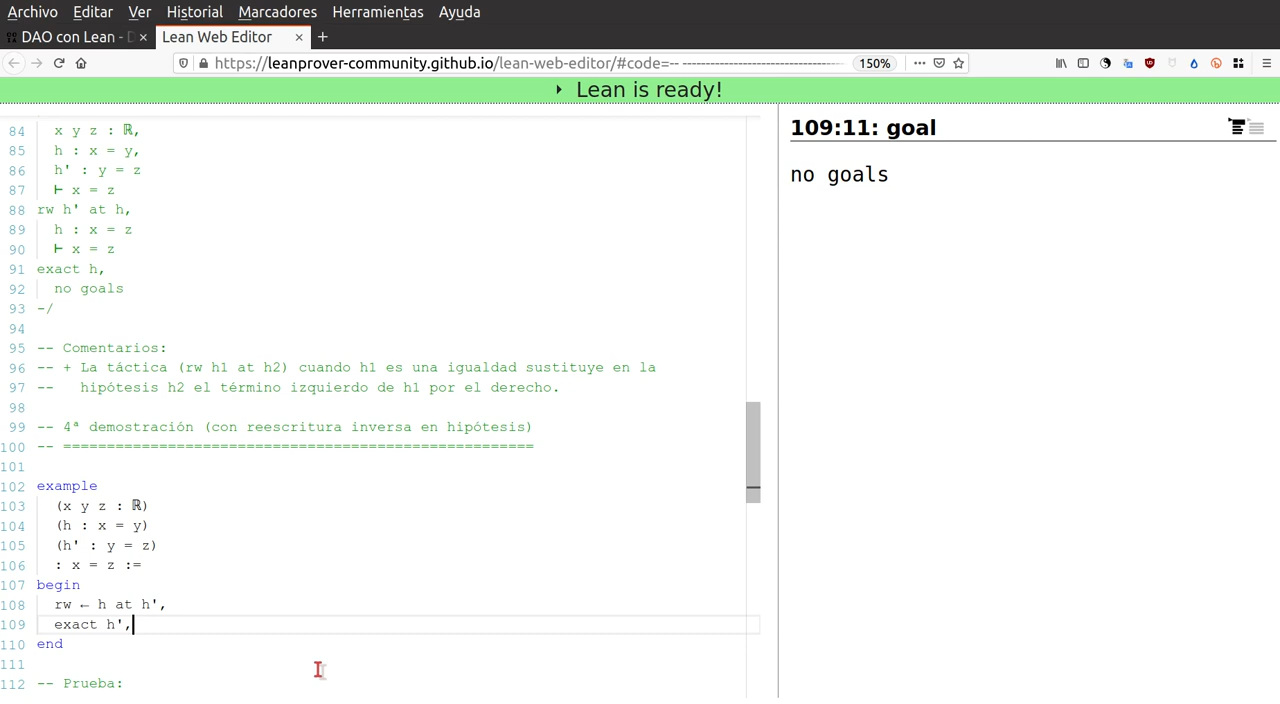 Archivo Editar Ver Historial Marcadores Herramientas Ayuda
DAO con Lean - D × Lean Web Editor × +
https://leanprover-community.github.io/lean-web-editor/#code=-- ---------------------------------- 150%
Lean is ready!
84 x y z : ℝ,
85 h : x = y,
86 h' : y = z
87 ⊢ x = z
88 rw h' at h,
89 h : x = z
90 ⊢ x = z
91 exact h,
92 no goals
93 -/
94
95 -- Comentarios:
96 -- + La táctica (rw h1 at h2) cuando h1 es una igualdad sustituye en la
97 -- hipótesis h2 el término izquierdo de h1 por el derecho.
98
99 -- 4ª demostración (con reescritura inversa en hipótesis)
100 -- ======================================================
101
102 example
103 (x y z : ℝ)
104 (h : x = y)
105 (h' : y = z)
106 : x = z :=
107 begin
108 rw ← h at h',
109 exact h',
110 end
111
112 -- Prueba:
109:11: goal
no goals